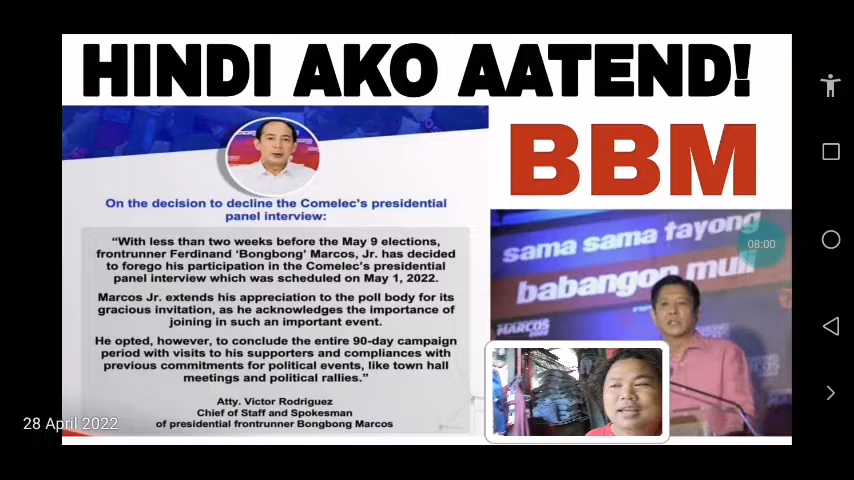 HINDI AKO AATEND!
BBM
On the decision to decline the Comelec's presidential
panel interview:
"With less than two weeks before the May 9 elections,
frontrunner Ferdinand 'Bongbong' Marcos, Jr. has decided
to forego his participation in the Comelec's presidential
panel interview which was scheduled on May 1, 2022.
Marcos Jr. extends his appreciation to the poll body for its
gracious invitation, as he acknowledges the importance of
joining in such an important event.
He opted, however, to conclude the entire 90-day campaign
period with visits to his supporters and compliances with
previous commitments for political events, like town hall
meetings and political rallies."
Atty. Victor Rodriguez
Chief of Staff and Spokesman
of presidential frontrunner Bongbong Marcos
sama sama tayong
babangon muli
MARCOS
08:00
28 April 2022